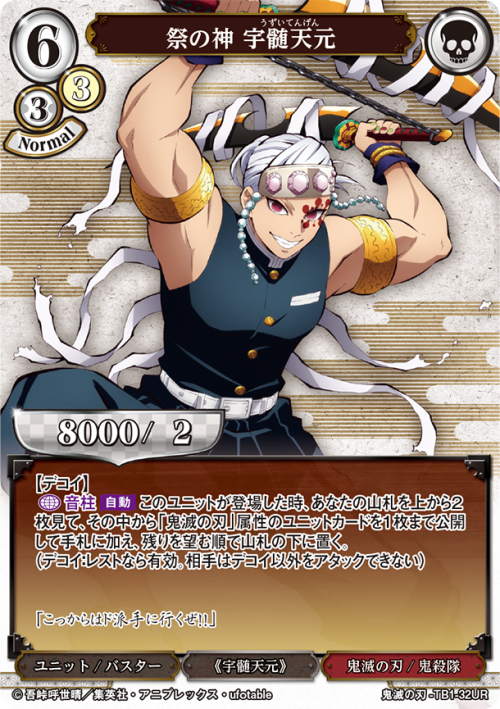 6
うずいてんげん
祭の神 宇髄天元
3
3
Normal
8000/ 2
【デコイ】
音柱 自動 このユニットが登場した時、あなたの山札を上から2
枚見て、その中から「鬼滅の刃」属性のユニットカードを1枚まで公開
して手札に加え、残りを望む順で山札の下に置く。
(デコイ:レストなら有効。相手はデコイ以外をアタックできない)
「こっからはド派手に行くぜ!!」
ユニット / バスター
《宇髄天元》
鬼滅の刃 / 鬼殺隊
©吾峠呼世晴/集英社・アニプレックス・ufotable
鬼滅の刃 -TB1-32UR